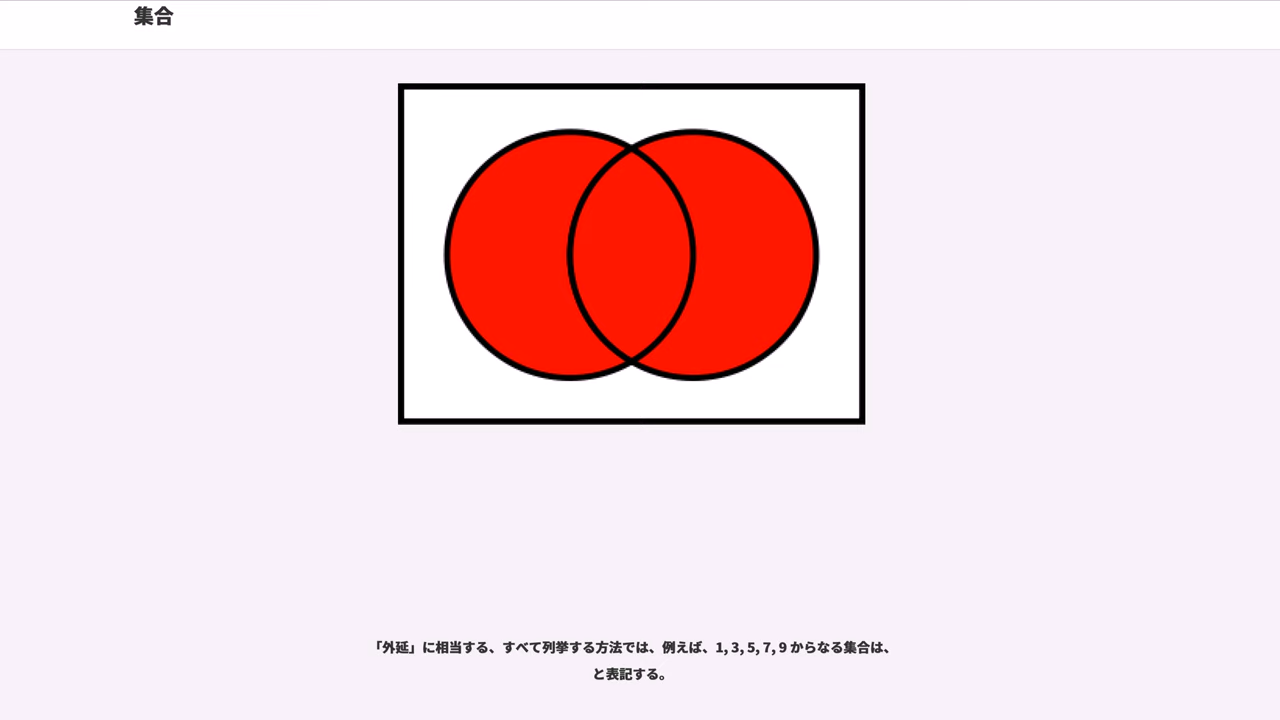 集合
「外延」に相当する、すべて列挙する方法では、例えば、1, 3, 5, 7, 9 からなる集合は、
と表記する。